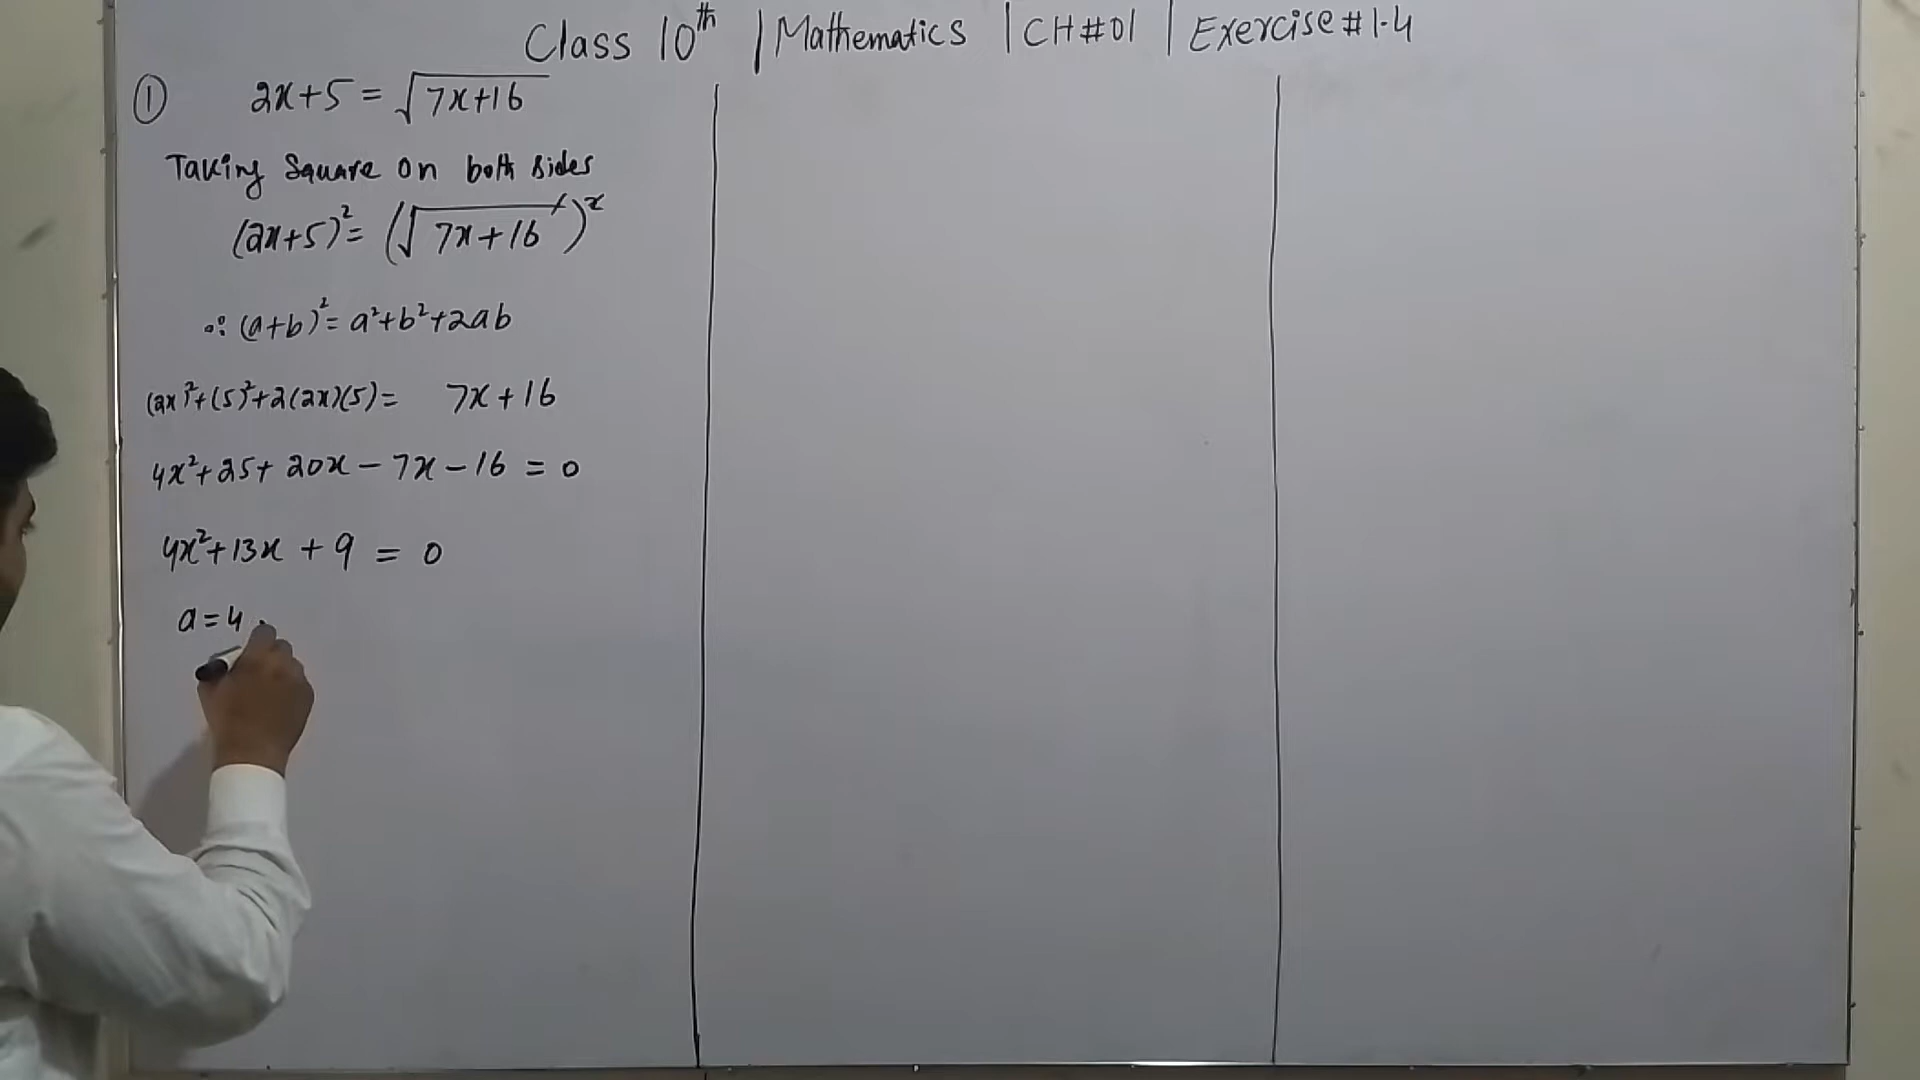 Class 10th | Mathematics | CH#01 | Exercise#1.4
① 2x+5 = √7x+16
Taking Square on both sides
(2x+5)² = (√7x+16)²
∴ (a+b)² = a²+b²+2ab
(2x)²+(5)²+2(2x)(5) = 7x+16
4x²+25+20x-7x-16 = 0
4x²+13x+9 = 0
a=4